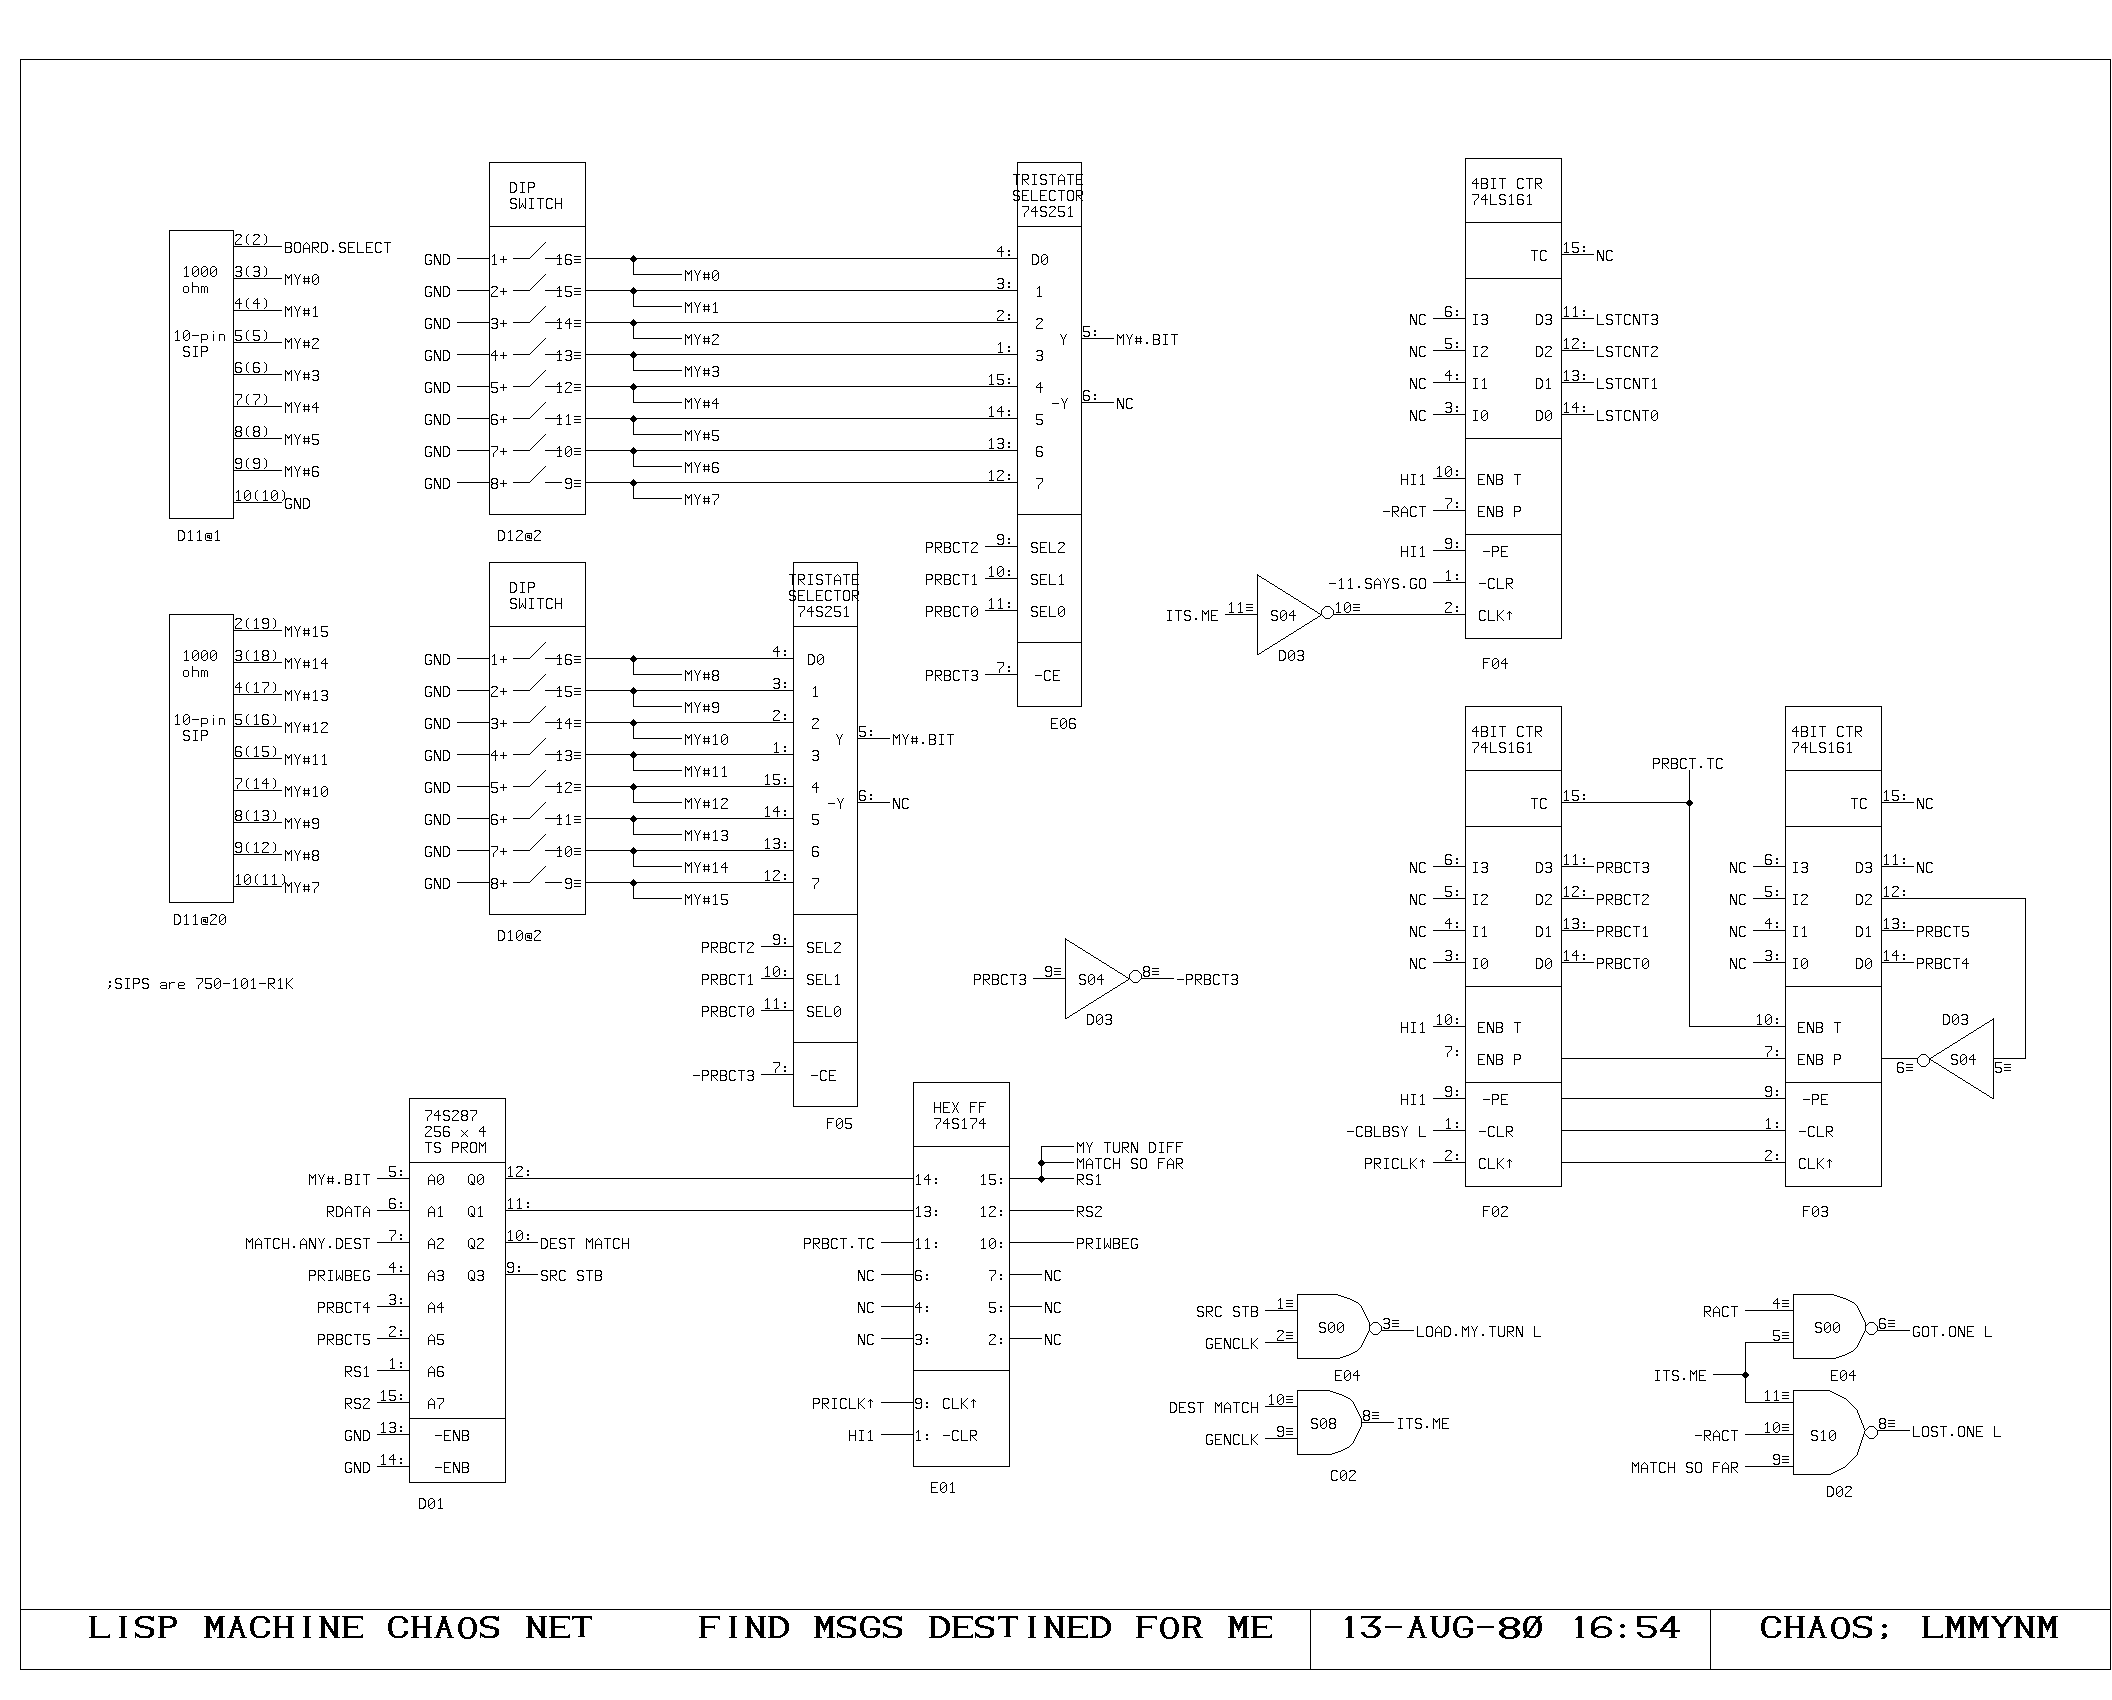 1000
ohm
10-pin
SIP
2(2) BOARD.SELECT
3(3) MY#0
4(4) MY#1
5(5) MY#2
6(6) MY#3
7(7) MY#4
8(8) MY#5
9(9) MY#6
10(10) GND
D11@1
DIP
SWITCH
GND 1+ 16≡ MY#0
GND 2+ 15≡ MY#1
GND 3+ 14≡ MY#2
GND 4+ 13≡ MY#3
GND 5+ 12≡ MY#4
GND 6+ 11≡ MY#5
GND 7+ 10≡ MY#6
GND 8+ 9≡ MY#7
D12@2
TRISTATE
SELECTOR
74S251
4: D0
3: 1
2: 2
1: 3
15: 4
14: 5
13: 6
12: 7
Y 5: MY#.BIT
-Y 6: NC
PRBCT2 9: SEL2
PRBCT1 10: SEL1
PRBCT0 11: SEL0
PRBCT3 7: -CE
E06
4BIT CTR
74LS161
TC 15: NC
NC 6: I3 D3 11: LSTCNT3
NC 5: I2 D2 12: LSTCNT2
NC 4: I1 D1 13: LSTCNT1
NC 3: I0 D0 14: LSTCNT0
HI1 10: ENB T
-RACT 7: ENB P
HI1 9: -PE
-11.SAYS.GO 1: -CLR
ITS.ME 11≡ S04 10≡ 2: CLK↑
D03
F04
1000
ohm
10-pin
SIP
2(19) MY#15
3(18) MY#14
4(17) MY#13
5(16) MY#12
6(15) MY#11
7(14) MY#10
8(13) MY#9
9(12) MY#8
10(11) MY#7
D11@20
;SIPS are 750-101-R1K
DIP
SWITCH
GND 1+ 16≡ MY#8
GND 2+ 15≡ MY#9
GND 3+ 14≡ MY#10
GND 4+ 13≡ MY#11
GND 5+ 12≡ MY#12
GND 6+ 11≡ MY#13
GND 7+ 10≡ MY#14
GND 8+ 9≡ MY#15
D10@2
TRISTATE
SELECTOR
74S251
4: D0
3: 1
2: 2
1: 3
15: 4
14: 5
13: 6
12: 7
Y 5: MY#.BIT
-Y 6: NC
PRBCT2 9: SEL2
PRBCT1 10: SEL1
PRBCT0 11: SEL0
-PRBCT3 7: -CE
F05
PRBCT3 9≡ S04 8≡ -PRBCT3
D03
4BIT CTR
74LS161
PRBCT.TC
TC 15:
NC 6: I3 D3 11: PRBCT3
NC 5: I2 D2 12: PRBCT2
NC 4: I1 D1 13: PRBCT1
NC 3: I0 D0 14: PRBCT0
HI1 10: ENB T
7: ENB P
HI1 9: -PE
-CBLBSY L 1: -CLR
PRICLK↑ 2: CLK↑
F02
4BIT CTR
74LS161
TC 15: NC
NC 6: I3 D3 11: NC
NC 5: I2 D2 12:
NC 4: I1 D1 13: PRBCT5
NC 3: I0 D0 14: PRBCT4
10: ENB T
7: ENB P
9: -PE
1: -CLR
2: CLK↑
F03
D03
6≡ S04 5≡
74S287
256 x 4
TS PROM
MY#.BIT 5: A0 Q0 12:
RDATA 6: A1 Q1 11:
MATCH.ANY.DEST 7: A2 Q2 10: DEST MATCH
PRIWBEG 4: A3 Q3 9: SRC STB
PRBCT4 3: A4
PRBCT5 2: A5
RS1 1: A6
RS2 15: A7
GND 13: -ENB
GND 14: -ENB
D01
HEX FF
74S174
MY TURN DIFF
MATCH SO FAR
14: 15: RS1
13: 12: RS2
PRBCT.TC 11: 10: PRIWBEG
NC 6: 7: NC
NC 4: 5: NC
NC 3: 2: NC
PRICLK↑ 9: CLK↑
HI1 1: -CLR
E01
SRC STB 1≡
GENCLK 2≡
S00 3≡ LOAD.MY.TURN L
E04
DEST MATCH 10≡
GENCLK 9≡
S08 8≡ ITS.ME
C02
RACT 4≡
5≡
S00 6≡ GOT.ONE L
E04
ITS.ME
11≡
-RACT 10≡
MATCH SO FAR 9≡
S10 8≡ LOST.ONE L
D02
LISP MACHINE CHAOS NET FIND MSGS DESTINED FOR ME
13-AUG-80 16:54
CHAOS; LMMYNM